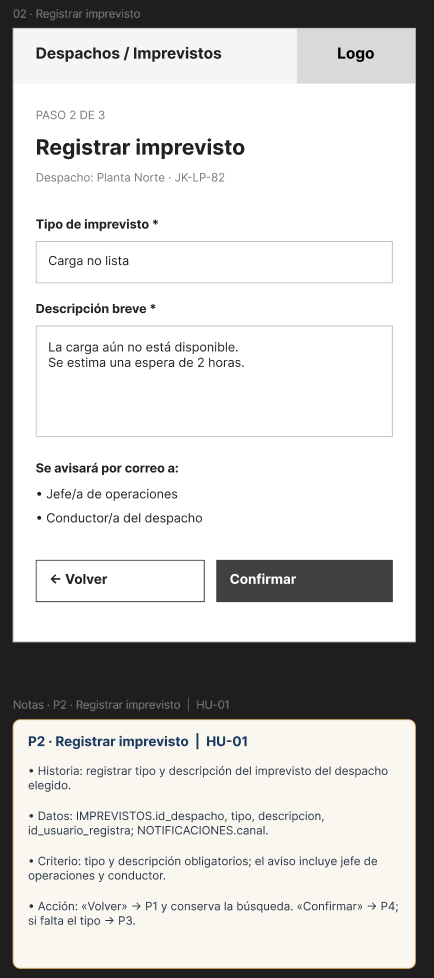 02 · Registrar imprevisto
Despachos / Imprevistos
Logo
PASO 2 DE 3
Registrar imprevisto
Despacho: Planta Norte · JK-LP-82
Tipo de imprevisto *
Carga no lista
Descripción breve *
La carga aún no está disponible.
Se estima una espera de 2 horas.
Se avisará por correo a:
• Jefe/a de operaciones
• Conductor/a del despacho
← Volver
Confirmar
Notas · P2 · Registrar imprevisto | HU-01
P2 · Registrar imprevisto | HU-01
• Historia: registrar tipo y descripción del imprevisto del despacho
elegido.
• Datos: IMPREVISTOS.id_despacho, tipo, descripcion,
id_usuario_registra; NOTIFICACIONES.canal.
• Criterio: tipo y descripción obligatorios; el aviso incluye jefe de
operaciones y conductor.
• Acción: «Volver» → P1 y conserva la búsqueda. «Confirmar» → P4;
si falta el tipo → P3.